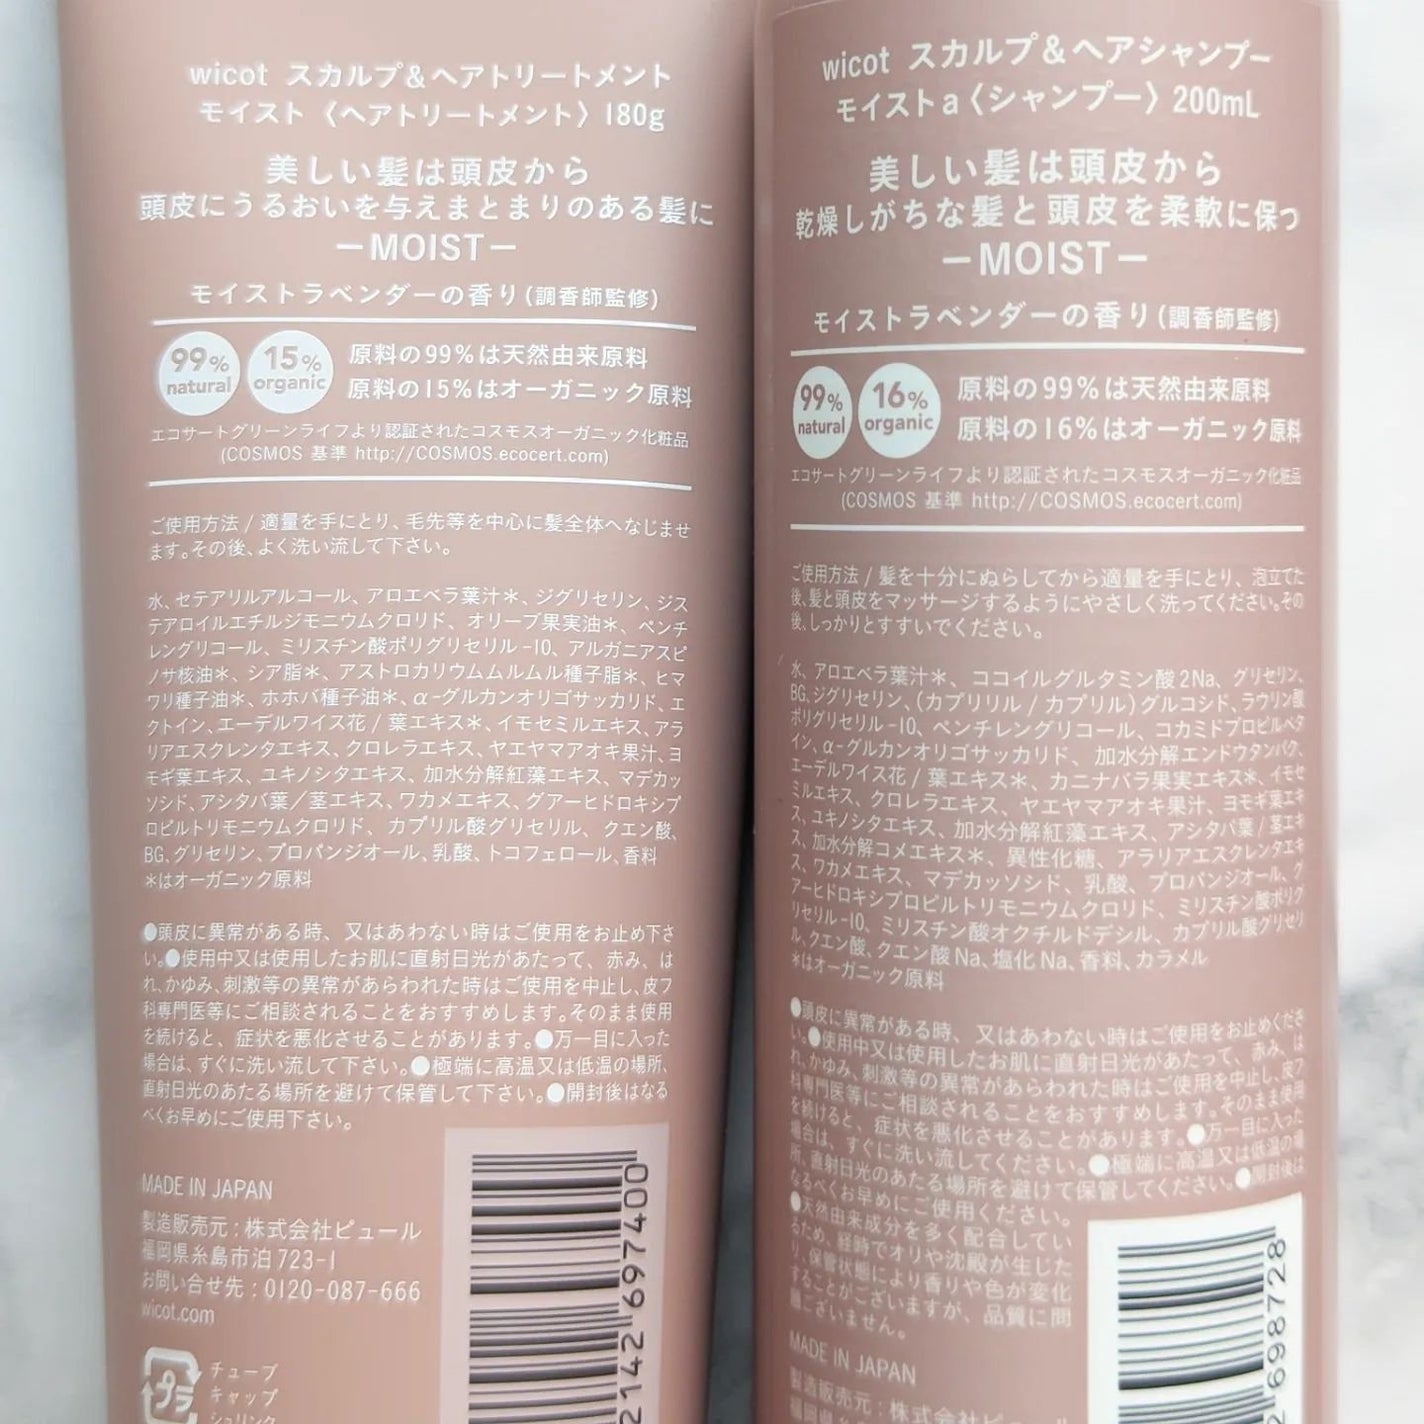 wicot スカルプ＆ヘアトリートメント
モイスト〈ヘアトリートメント〉180g
美しい髪は頭皮から
頭皮にうるおいを与えまとまりのある髪に
ーMOISTー
モイストラベンダーの香り(調香師監修)
99% natural
15% organic
原料の99%は天然由来原料
原料の15%はオーガニック原料
エコサートグリーンライフより認証されたコスモスオーガニック化粧品
(COSMOS 基準 http://COSMOS.ecocert.com)
ご使用方法 / 適量を手にとり、毛先等を中心に髪全体へなじませ
ます。その後、よく洗い流して下さい。
水、セテアリルアルコール、アロエベラ葉汁＊、ジグリセリン、ジス
テアロイルエチルジモニウムクロリド、オリーブ果実油＊、ペンチ
レングリコール、ミリスチン酸ポリグリセリル-10、アルガニアスピ
ノサ核油＊、シア脂＊、アストロカリウムムルムル種子脂＊、ヒマ
ワリ種子油＊、ホホバ種子油＊、α-グルカンオリゴサッカリド、エ
クトイン、エーデルワイス花 / 葉エキス＊、イモセミルエキス、アラ
リアエスクレンタエキス、クロレラエキス、ヤエヤマアオキ果汁、ヨ
モギ葉エキス、ユキノシタエキス、加水分解紅藻エキス、マデカッ
ソシド、アシタバ葉／茎エキス、ワカメエキス、グアーヒドロキシプ
ロピルトリモニウムクロリド、カプリル酸グリセリル、クエン酸、
BG、グリセリン、プロパンジオール、乳酸、トコフェロール、香料
＊はオーガニック原料
●頭皮に異常がある時、又はあわない時はご使用をお止め下さ
い。●使用中又は使用したお肌に直射日光があたって、赤み、は
れ、かゆみ、刺激等の異常があらわれた時はご使用を中止し、皮フ
科専門医等にご相談されることをおすすめします。そのまま使用
を続けると、症状を悪化させることがあります。●万一目に入った
場合は、すぐに洗い流して下さい。●極端に高温又は低温の場所、
直射日光のあたる場所を避けて保管して下さい。●開封後はなる
べくお早めにご使用下さい。
MADE IN JAPAN
製造販売元：株式会社ピュール
福岡県糸島市泊723-1
お問い合せ先：0120-087-666
wicot.com
プラ
チューブ
キャップ
シュリンク
2142 697400
wicot スカルプ＆ヘアシャンプー
モイストa〈シャンプー〉200mL
美しい髪は頭皮から
乾燥しがちな髪と頭皮を柔軟に保つ
ーMOISTー
モイストラベンダーの香り(調香師監修)
99% natural
16% organic
原料の99%は天然由来原料
原料の16%はオーガニック原料
エコサートグリーンライフより認証されたコスモスオーガニック化粧品
(COSMOS 基準 http://COSMOS.ecocert.com)
ご使用方法 / 髪を十分にぬらしてから適量を手にとり、泡立てた
後、髪と頭皮をマッサージするようにやさしく洗ってください。その
後、しっかりとすすいでください。
水、アロエベラ葉汁＊、ココイルグルタミン酸2Na、グリセリン、
BG、ジグリセリン、(カプリリル / カプリル)グルコシド、ラウリン酸
ポリグリセリル-10、ペンチレングリコール、コカミドプロピルベタ
イン、α-グルカンオリゴサッカリド、加水分解エンドウタンパク、
エーデルワイス花 / 葉エキス＊、カニナバラ果実エキス＊、イモセ
ミルエキス、クロレラエキス、ヤエヤマアオキ果汁、ヨモギ葉エキ
ス、ユキノシタエキス、加水分解紅藻エキス、アシタバ葉 / 茎エキ
ス、加水分解コメエキス＊、異性化糖、アラリアエスクレンタエキ
ス、ワカメエキス、マデカッソシド、乳酸、プロパンジオール、グ
アーヒドロキシプロピルトリモニウムクロリド、ミリスチン酸ポリグ
リセリル-10、ミリスチン酸オクチルドデシル、カプリル酸グリセリ
ル、クエン酸、クエン酸Na、塩化Na、香料、カラメル
＊はオーガニック原料
●頭皮に異常がある時、又はあわない時はご使用をお止めくださ
い。●使用中又は使用したお肌に直射日光があたって、赤み、は
れ、かゆみ、刺激等の異常があらわれた時はご使用を中止し、皮フ
科専門医等にご相談されることをおすすめします。そのまま使用
を続けると、症状を悪化させることがあります。●万一目に入った
場合は、すぐに洗い流してください。●極端に高温又は低温の場
所、直射日光のあたる場所を避けて保管してください。●開封後は
なるべくお早めにご使用ください。
●天然由来成分を多く配合してい
るため、経時でオリや沈殿が生じた
り、保管状態により香りや色が変化
することがございますが、品質に問
題ございません。
MADE IN JAPAN
製造販売元：株式会社
2 698728